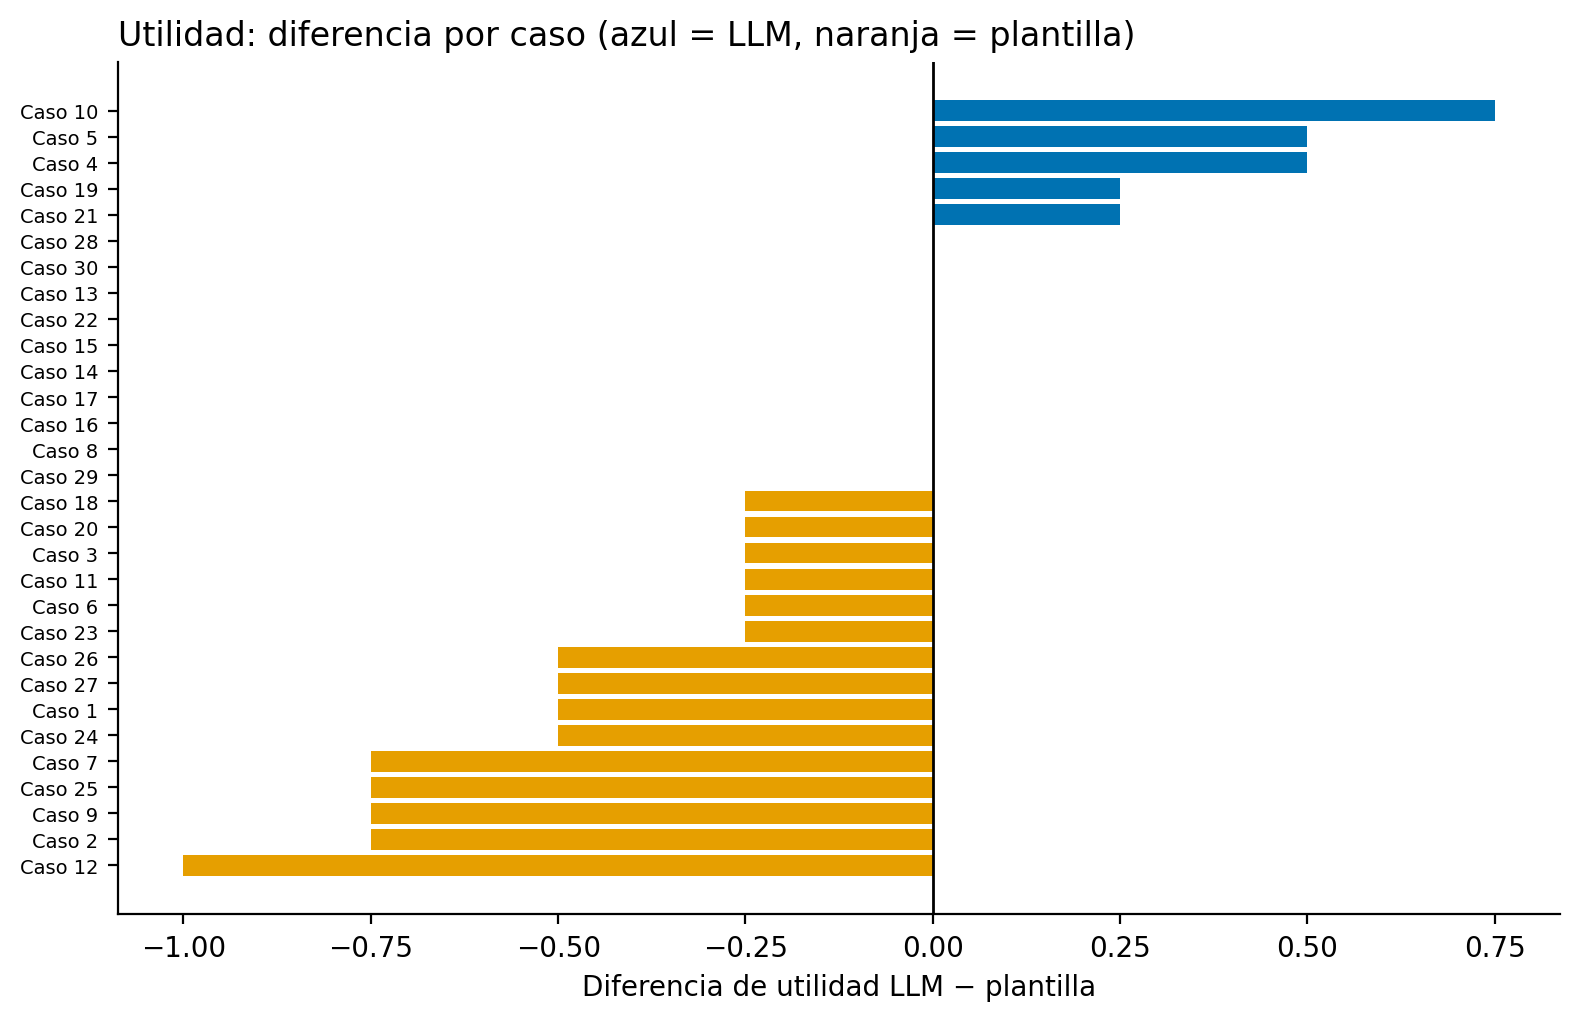 Utilidad: diferencia por caso (azul = LLM, naranja = plantilla)
Caso 10
Caso 5
Caso 4
Caso 19
Caso 21
Caso 28
Caso 30
Caso 13
Caso 22
Caso 15
Caso 14
Caso 17
Caso 16
Caso 8
Caso 29
Caso 18
Caso 20
Caso 3
Caso 11
Caso 6
Caso 23
Caso 26
Caso 27
Caso 1
Caso 24
Caso 7
Caso 25
Caso 9
Caso 2
Caso 12
−1.00 −0.75 −0.50 −0.25 0.00 0.25 0.50 0.75
Diferencia de utilidad LLM − plantilla